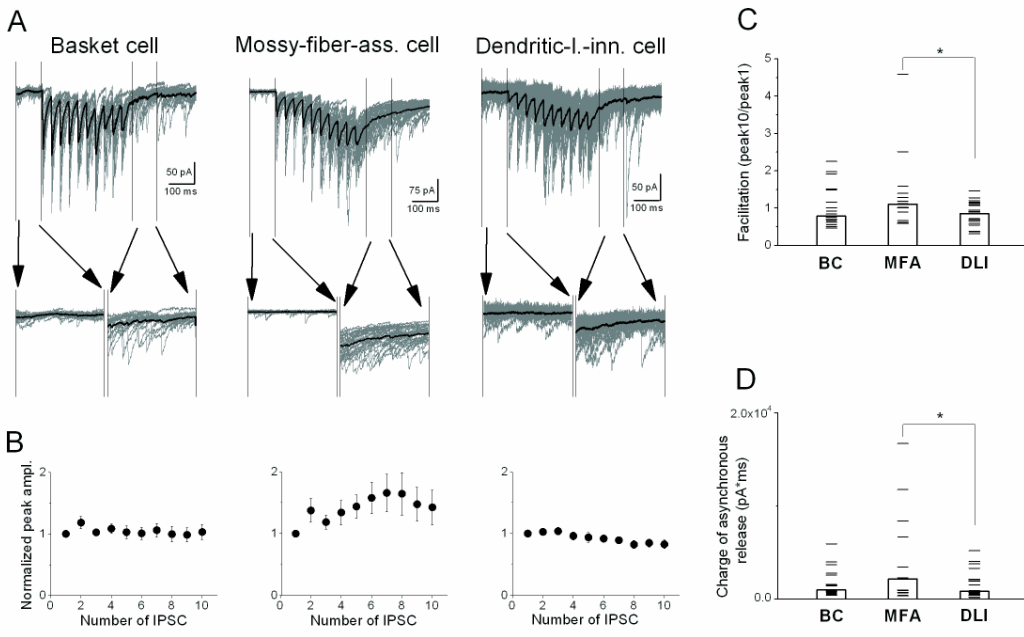 A
Basket cell
Mossy-fiber-ass. cell
Dendritic-l.-inn. cell
50 pA
100 ms
75 pA
100 ms
50 pA
100 ms
B
Normalized peak ampl.
2
1
0
0 2 4 6 8 10
Number of IPSC
2
1
0
0 2 4 6 8 10
Number of IPSC
2
1
0
0 2 4 6 8 10
Number of IPSC
C
Facilitation (peak10/peak1)
5
4
3
2
1
0
*
BC MFA DLI
D
Charge of asynchronous
release (pA*ms)
2.0x10⁴
0.0
*
BC MFA DLI